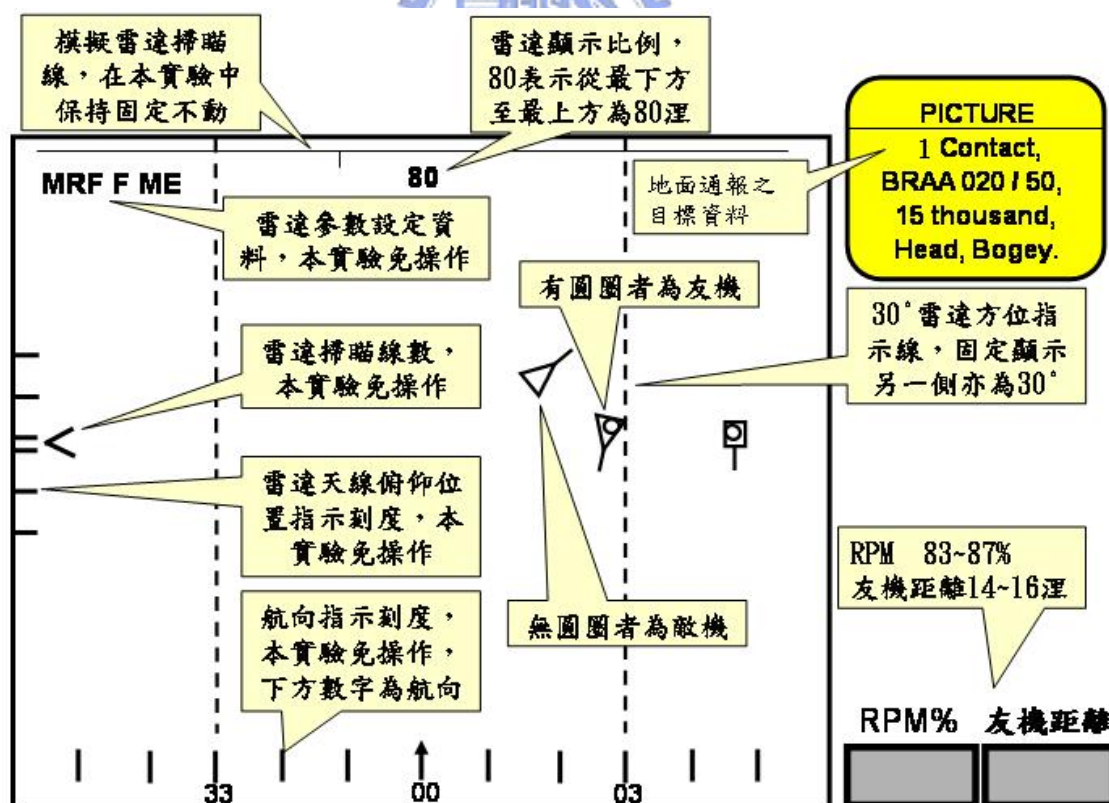 模擬雷達掃瞄
線，在本實驗中
保持固定不動
雷達顯示比例，
80表示從最下方
至最上方為80浬
PICTURE
1 Contact,
BRAA 020 / 50,
15 thousand,
Head, Bogey.
MRF F ME
80
地面通報之
目標資料
雷達參數設定資
料，本實驗免操作
有圓圈者為友機
30°雷達方位指
示線，固定顯示
另一側亦為30°
雷達掃瞄線數，
本實驗免操作
雷達天線俯仰位
置指示刻度，本
實驗免操作
RPM 83~87%
友機距離14~16浬
無圓圈者為敵機
航向指示刻度，
本實驗免操作，
下方數字為航向
RPM% 友機距離
33 00 03